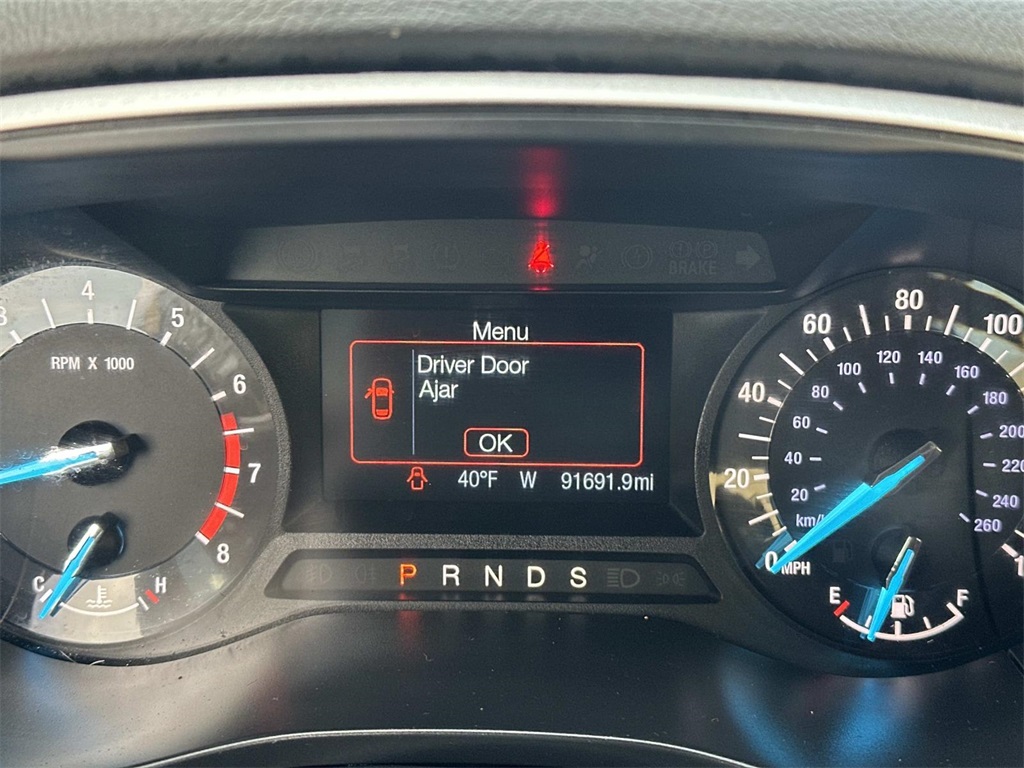 BRAKE
3 4 5 6 7 8
RPM X 1000
C H
Menu
Driver Door
Ajar
OK
40°F W 91691.9mi
P R N D S
0 20 40 60 80 100
MPH
20 40 60 80 100 120 140 160 180 200 220 240 260
E F